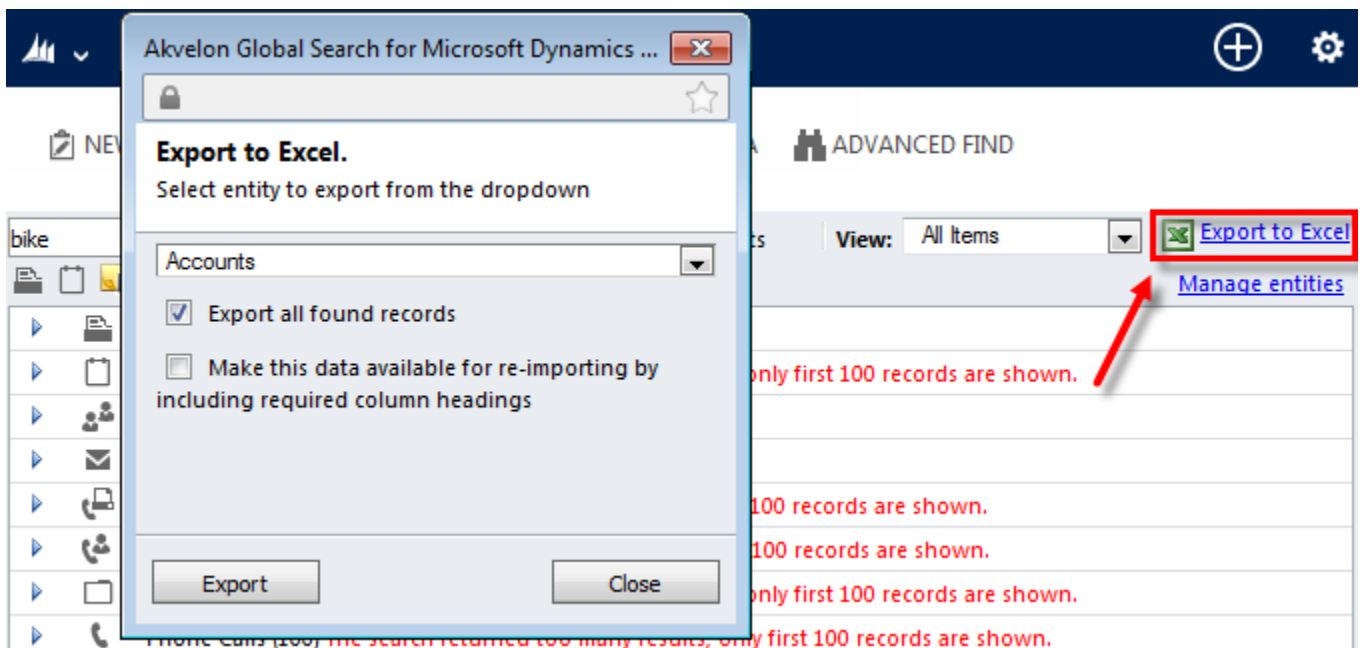 Akvelon Global Search for Microsoft Dynamics ...
Export to Excel.
Select entity to export from the dropdown
Accounts
Export all found records
Make this data available for re-importing by
including required column headings
Export
Close
ADVANCED FIND
bike
View:
All Items
Export to Excel
Manage entities
only first 100 records are shown.
100 records are shown.
100 records are shown.
only first 100 records are shown.
Phone Calls (100) The search returned too many results, only first 100 records are shown.